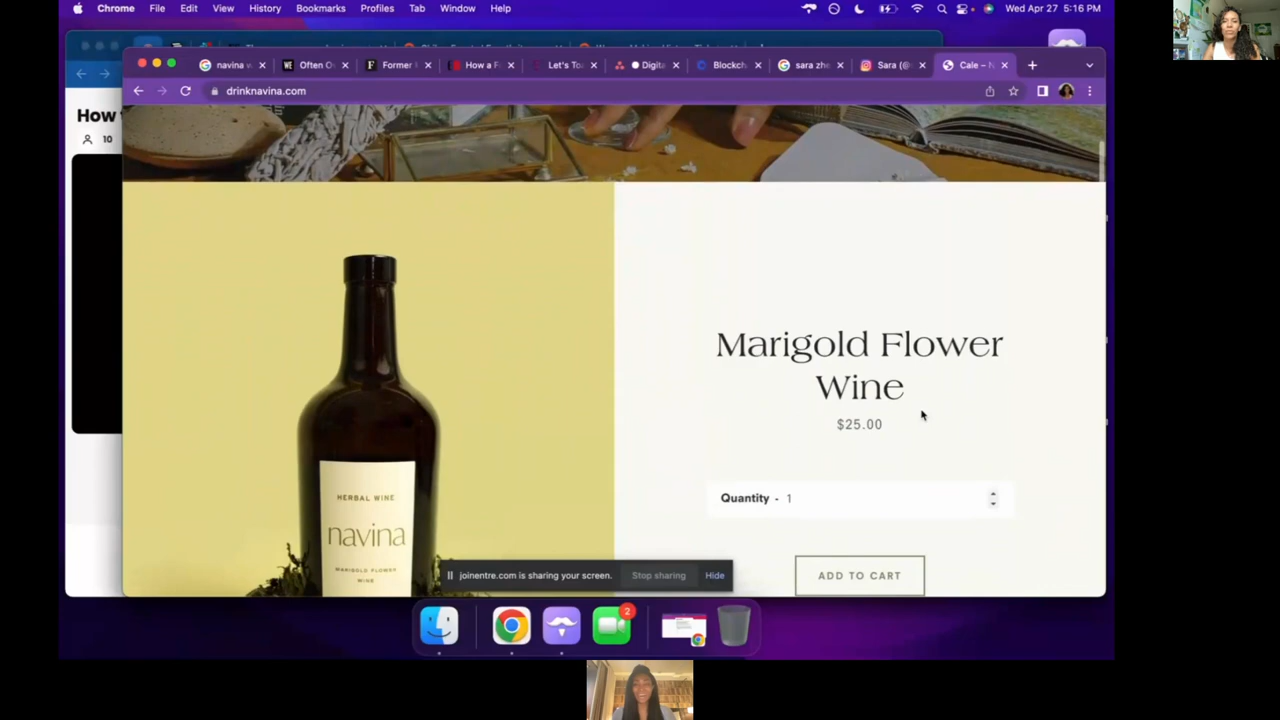 Chrome File Edit View History Bookmarks Profiles Tab Window Help
Wed Apr 27 5:16 PM
navina w
Often Ov
Former
How a F
Let's To
Digita
Blockch
sara zhe
Sara (@
Cale – N
drinknavina.com
How
10
Marigold Flower
Wine
$25.00
Quantity - 1
ADD TO CART
HERBAL WINE
navina
MARIGOLD FLOWER
WINE
joinentre.com is sharing your screen.
Stop sharing
Hide
2